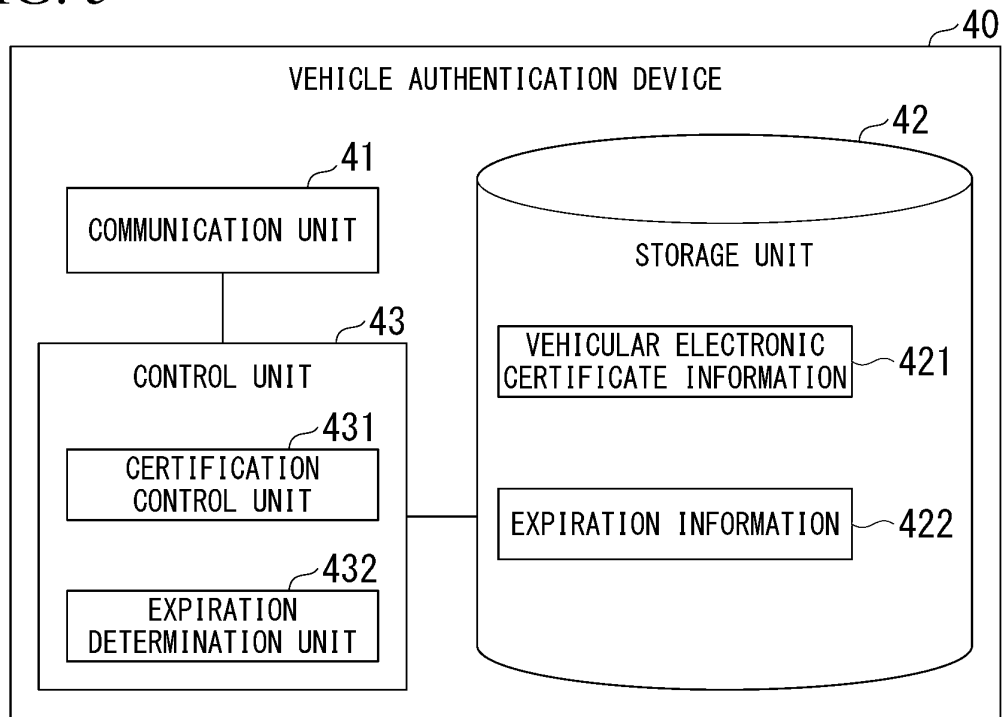 40
VEHICLE AUTHENTICATION DEVICE
42
41
COMMUNICATION UNIT
STORAGE UNIT
43
CONTROL UNIT
VEHICULAR ELECTRONIC
CERTIFICATE INFORMATION
421
431
CERTIFICATION
CONTROL UNIT
EXPIRATION INFORMATION
422
432
EXPIRATION
DETERMINATION UNIT